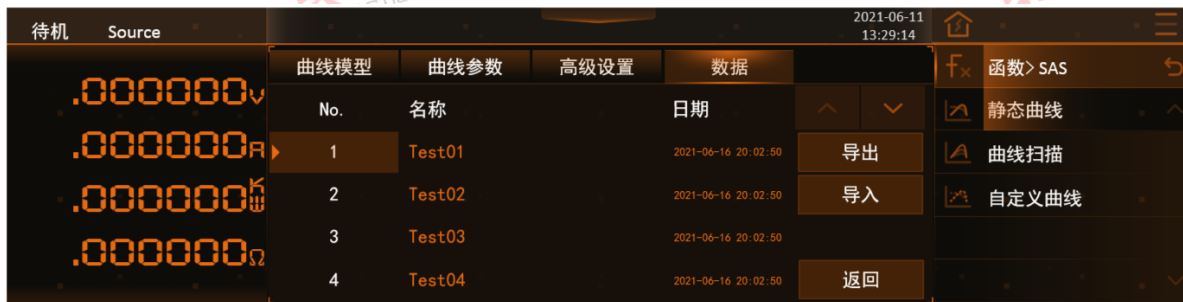 待机 Source
2021-06-11
13:29:14
.000000V
.000000A
.000000KW
.000000Ω
曲线模型 曲线参数 高级设置 数据
No. 名称 日期
1 Test01 2021-06-16 20:02:50 导出
2 Test02 2021-06-16 20:02:50 导入
3 Test03 2021-06-16 20:02:50
4 Test04 2021-06-16 20:02:50 返回
fx 函数> SAS
静态曲线
曲线扫描
自定义曲线